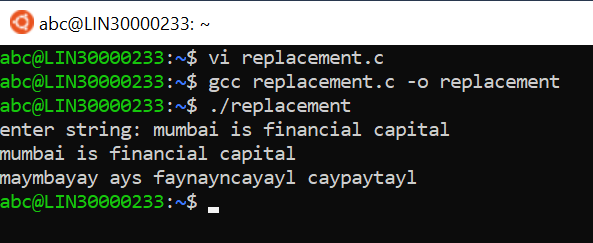 abc@LIN30000233: ~
abc@LIN30000233:~$ vi replacement.c
abc@LIN30000233:~$ gcc replacement.c -o replacement
abc@LIN30000233:~$ ./replacement
enter string: mumbai is financial capital
mumbai is financial capital
maymbayay ays faynayncayayl caypaytayl
abc@LIN30000233:~$